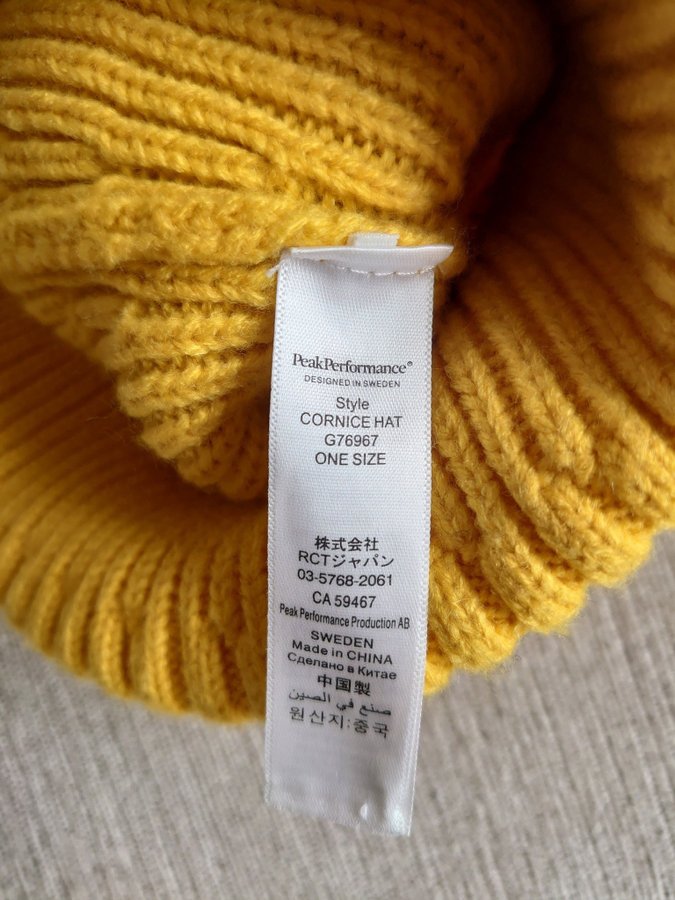 PeakPerformance®
DESIGNED IN SWEDEN
Style
CORNICE HAT
G76967
ONE SIZE
株式会社
RCTジャパン
03-5768-2061
CA 59467
Peak Performance Production AB
SWEDEN
Made in CHINA
Сделано в Китае
中国製
صنع في الصين
원산지:중국